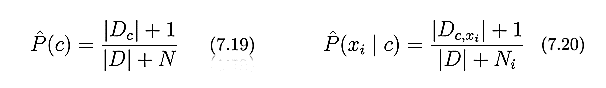 P̂(c) = (|D_c| + 1) / (|D| + N) (7.19) P̂(x_i | c) = (|D_{c,x_i}| + 1) / (|D| + N_i) (7.20)